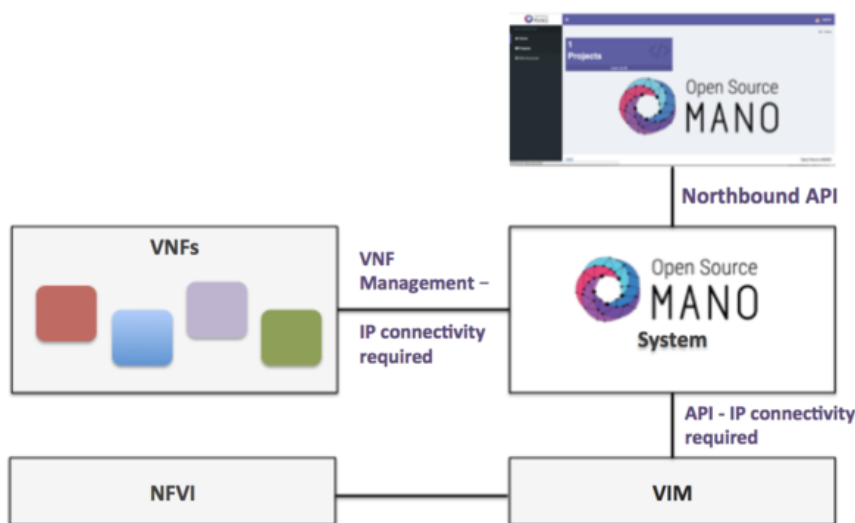 1
Projects
Open Source
MANO
Northbound API
VNFs
VNF
Management –
IP connectivity
required
Open Source
MANO
System
API - IP connectivity
required
NFVI
VIM